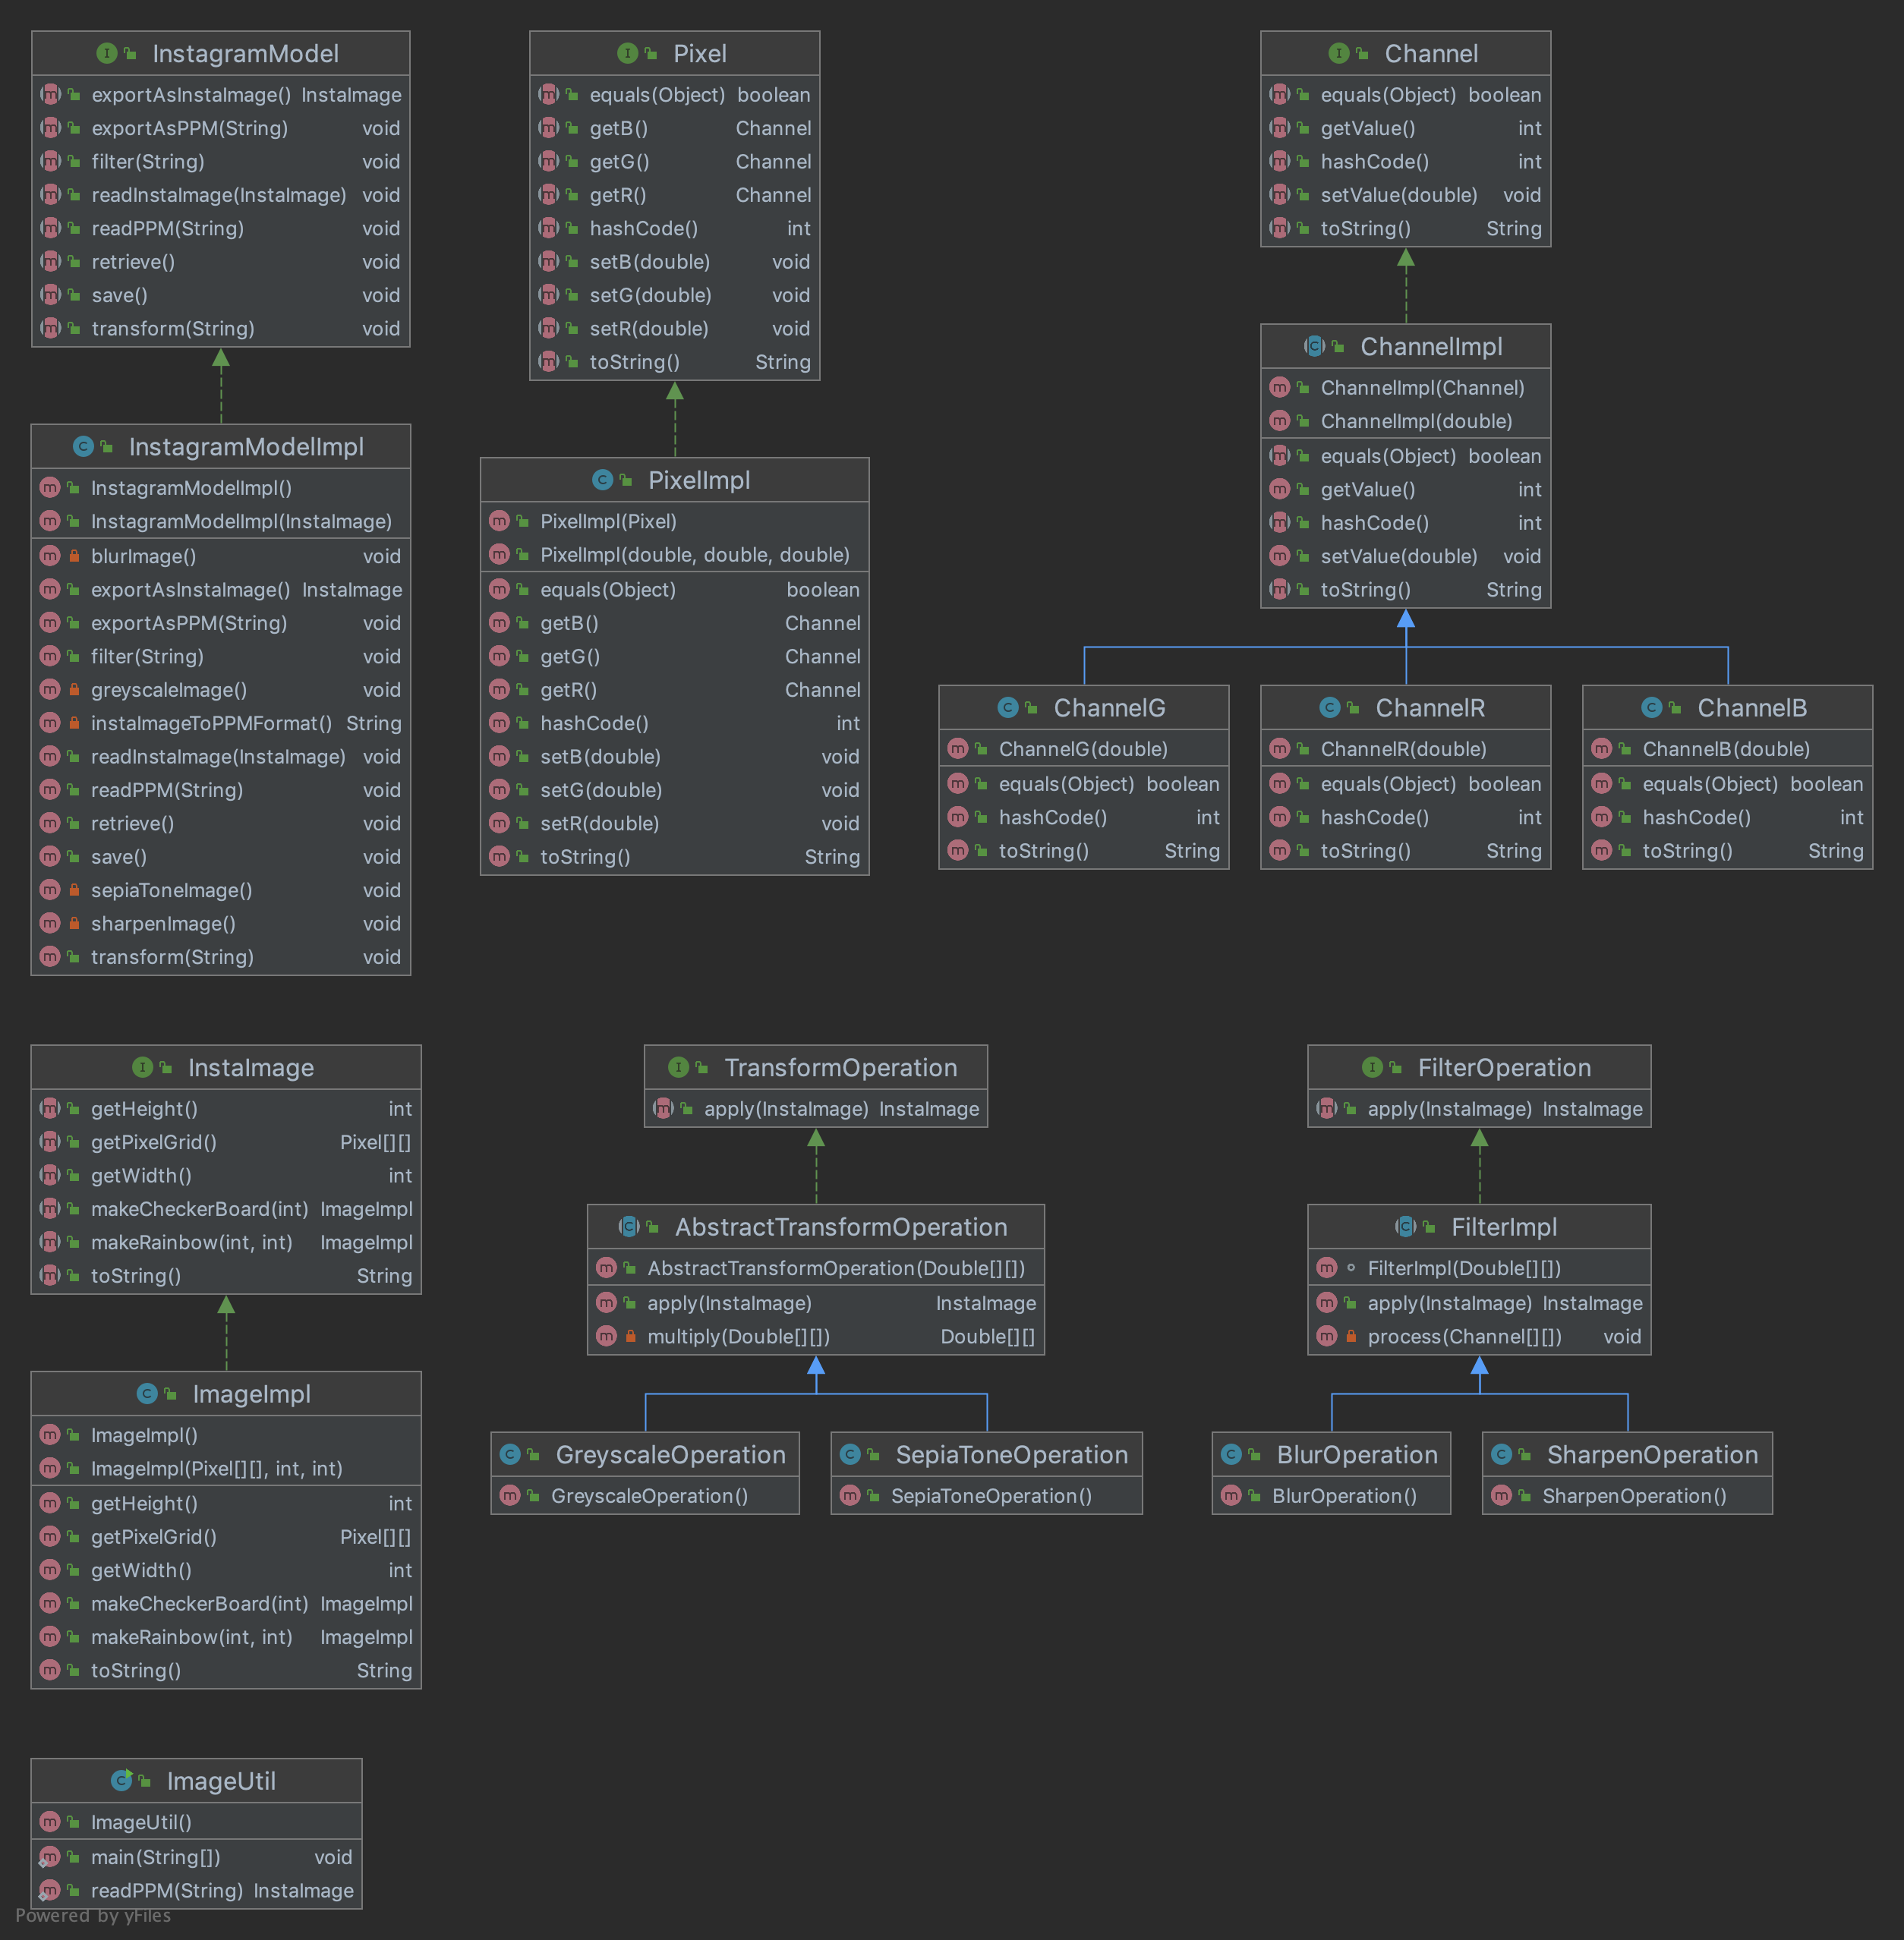 InstagramModel
exportAsInstaImage() InstaImage
exportAsPPM(String) void
filter(String) void
readInstaImage(InstaImage) void
readPPM(String) void
retrieve() void
save() void
transform(String) void
InstagramModelImpl
InstagramModelImpl()
InstagramModelImpl(InstaImage)
blurImage() void
exportAsInstaImage() InstaImage
exportAsPPM(String) void
filter(String) void
greyscaleImage() void
instaImageToPPMFormat() String
readInstaImage(InstaImage) void
readPPM(String) void
retrieve() void
save() void
sepiaToneImage() void
sharpenImage() void
transform(String) void
Pixel
equals(Object) boolean
getB() Channel
getG() Channel
getR() Channel
hashCode() int
setB(double) void
setG(double) void
setR(double) void
toString() String
PixelImpl
PixelImpl(Pixel)
PixelImpl(double, double, double)
equals(Object) boolean
getB() Channel
getG() Channel
getR() Channel
hashCode() int
setB(double) void
setG(double) void
setR(double) void
toString() String
Channel
equals(Object) boolean
getValue() int
hashCode() int
setValue(double) void
toString() String
ChannelImpl
ChannelImpl(Channel)
ChannelImpl(double)
equals(Object) boolean
getValue() int
hashCode() int
setValue(double) void
toString() String
ChannelG
ChannelG(double)
equals(Object) boolean
hashCode() int
toString() String
ChannelR
ChannelR(double)
equals(Object) boolean
hashCode() int
toString() String
ChannelB
ChannelB(double)
equals(Object) boolean
hashCode() int
toString() String
InstaImage
getHeight() int
getPixelGrid() Pixel[][]
getWidth() int
makeCheckerBoard(int) ImageImpl
makeRainbow(int, int) ImageImpl
toString() String
ImageImpl
ImageImpl()
ImageImpl(Pixel[][], int, int)
getHeight() int
getPixelGrid() Pixel[][]
getWidth() int
makeCheckerBoard(int) ImageImpl
makeRainbow(int, int) ImageImpl
toString() String
TransformOperation
apply(InstaImage) InstaImage
AbstractTransformOperation
AbstractTransformOperation(Double[][])
apply(InstaImage) InstaImage
multiply(Double[][]) Double[][]
GreyscaleOperation
GreyscaleOperation()
SepiaToneOperation
SepiaToneOperation()
FilterOperation
apply(InstaImage) InstaImage
FilterImpl
FilterImpl(Double[][])
apply(InstaImage) InstaImage
process(Channel[][]) void
BlurOperation
BlurOperation()
SharpenOperation
SharpenOperation()
ImageUtil
ImageUtil()
main(String[]) void
readPPM(String) InstaImage
Powered by yFiles